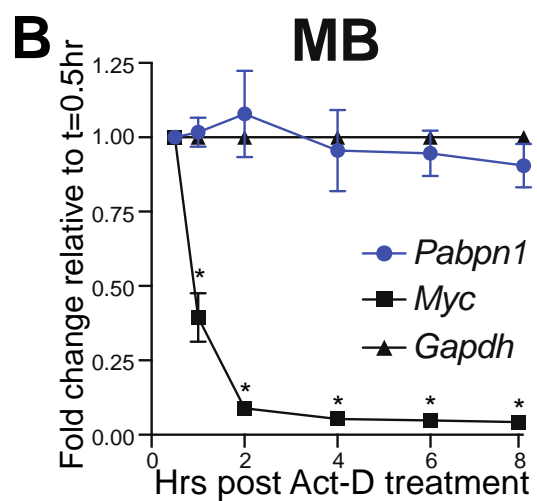 B MB
Fold change relative to t=0.5hr
1.25
1.00
0.75
0.50
0.25
0.00
*
*
*
*
*
Pabpn1
Myc
Gapdh
0 2 4 6 8
Hrs post Act-D treatment